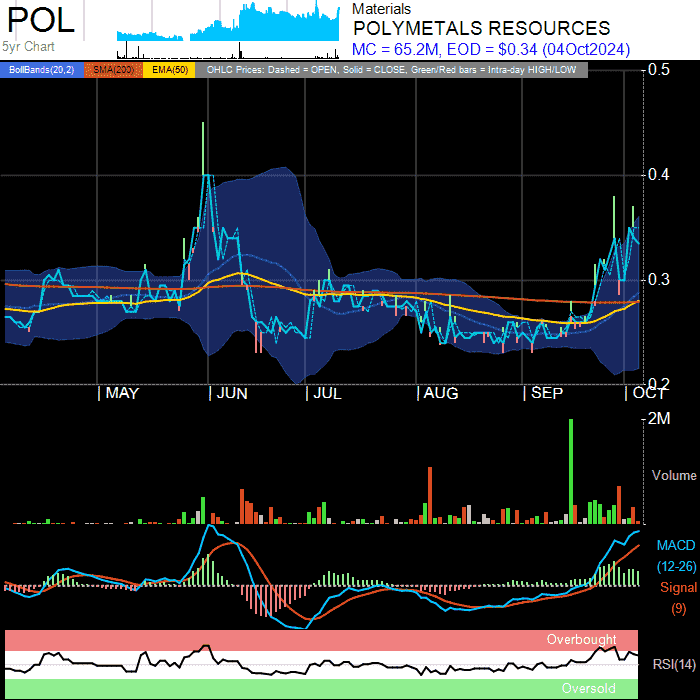 POL
5yr Chart
Materials
POLYMETALS RESOURCES
MC = 65.2M, EOD = $0.34 (04Oct2024)
BollBands(20,2) SMA(200) EMA(50) OHLC Prices: Dashed = OPEN, Solid = CLOSE, Green/Red bars = Intra-day HIGH/LOW
0.5
0.4
0.3
0.2
MAY JUN JUL AUG SEP OCT
2M
Volume
MACD
(12-26)
Signal
(9)
Overbought
RSI(14)
Oversold